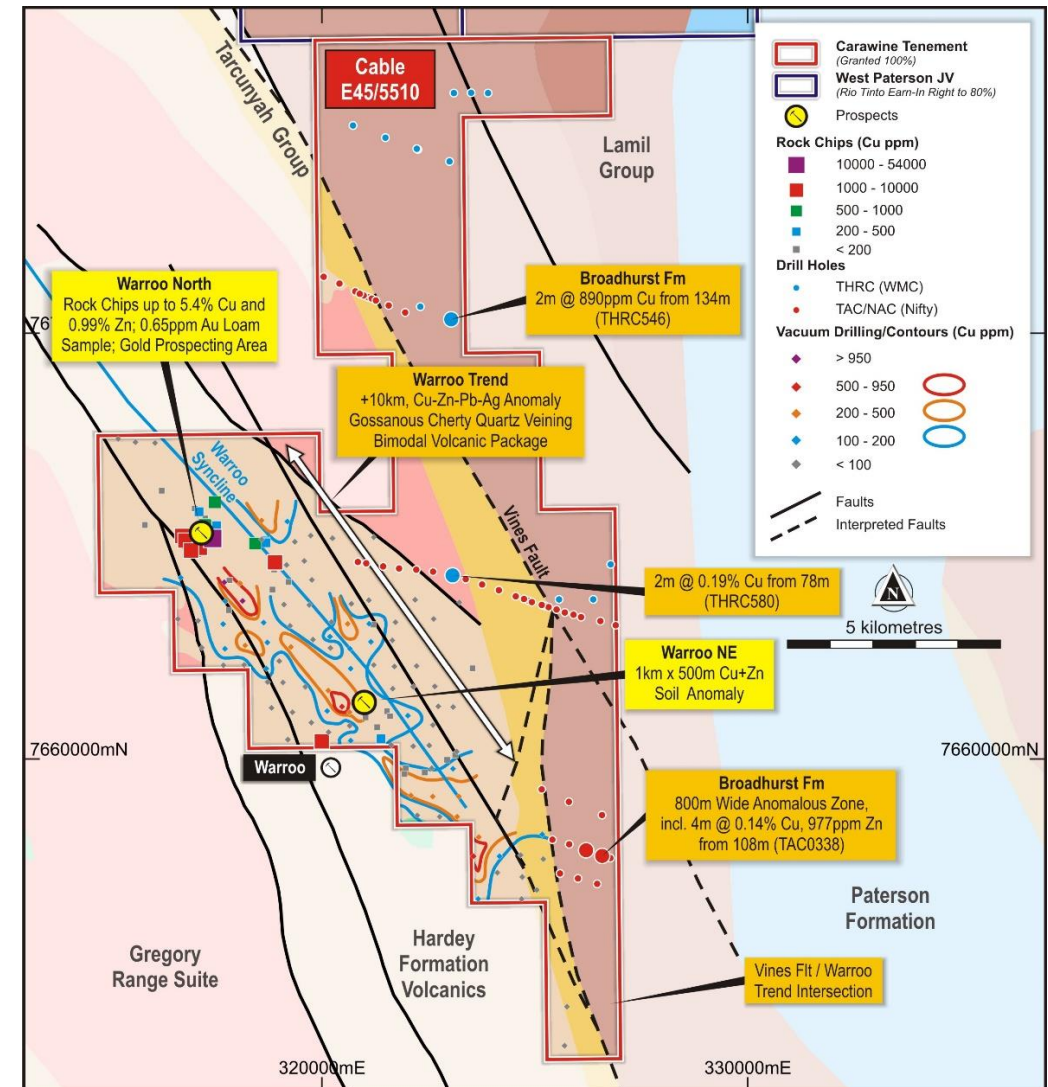 Cable
E45/5510
Tarcunyah Group
Lamil
Group
Carawine Tenement
(Granted 100%)
West Paterson JV
(Rio Tinto Earn-In Right to 80%)
Prospects
Rock Chips (Cu ppm)
10000 - 54000
1000 - 10000
500 - 1000
200 - 500
< 200
Drill Holes
THRC (WMC)
TAC/NAC (Nifty)
Vacuum Drilling/Contours (Cu ppm)
> 950
500 - 950
200 - 500
100 - 200
< 100
Faults
Interpreted Faults
Warroo North
Rock Chips up to 5.4% Cu and
0.99% Zn; 0.65ppm Au Loam
Sample; Gold Prospecting Area
Broadhurst Fm
2m @ 890ppm Cu from 134m
(THRC546)
Warroo Trend
+10km, Cu-Zn-Pb-Ag Anomaly
Gossanous Cherty Quartz Veining
Bimodal Volcanic Package
Warroo
Syncline
Vines Fault
2m @ 0.19% Cu from 78m
(THRC580)
N
5 kilometres
Warroo NE
1km x 500m Cu+Zn
Soil Anomaly
7660000mN
7660000mN
Warroo
Broadhurst Fm
800m Wide Anomalous Zone,
incl. 4m @ 0.14% Cu, 977ppm Zn
from 108m (TAC0338)
Paterson
Formation
Gregory
Range Suite
Hardey
Formation
Volcanics
Vines Flt / Warroo
Trend Intersection
320000mE
330000mE